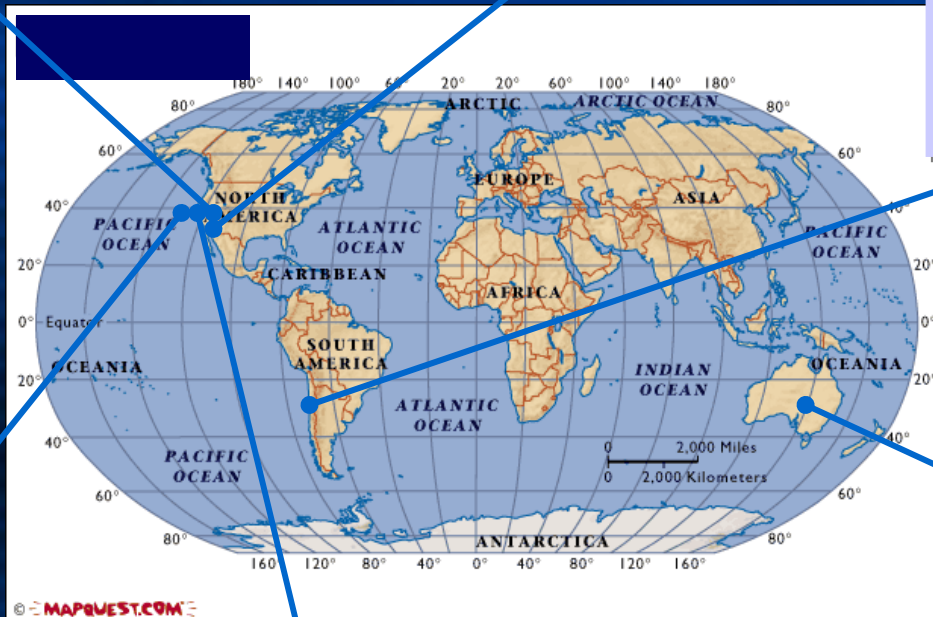 180° 140° 100° 60° 20° 20° 60° 100° 140° 180°
ARCTIC
ARCTIC OCEAN
80° 80°
60° 60°
EUROPE
NORTH
AMERICA
ASIA
40° 40°
PACIFIC
OCEAN
ATLANTIC
OCEAN
PACIFIC
OCEAN
20° 20°
CARIBBEAN
AFRICA
0° Equator 0°
SOUTH
AMERICA
OCEANIA
INDIAN
OCEAN
OCEANIA
20° 20°
ATLANTIC
OCEAN
40° 40°
PACIFIC
OCEAN
0 2,000 Miles
0 2,000 Kilometers
60° 60°
80° 80°
ANTARCTICA
160° 120° 80° 40° 0° 40° 80° 120° 160°
© MAPQUEST.COM